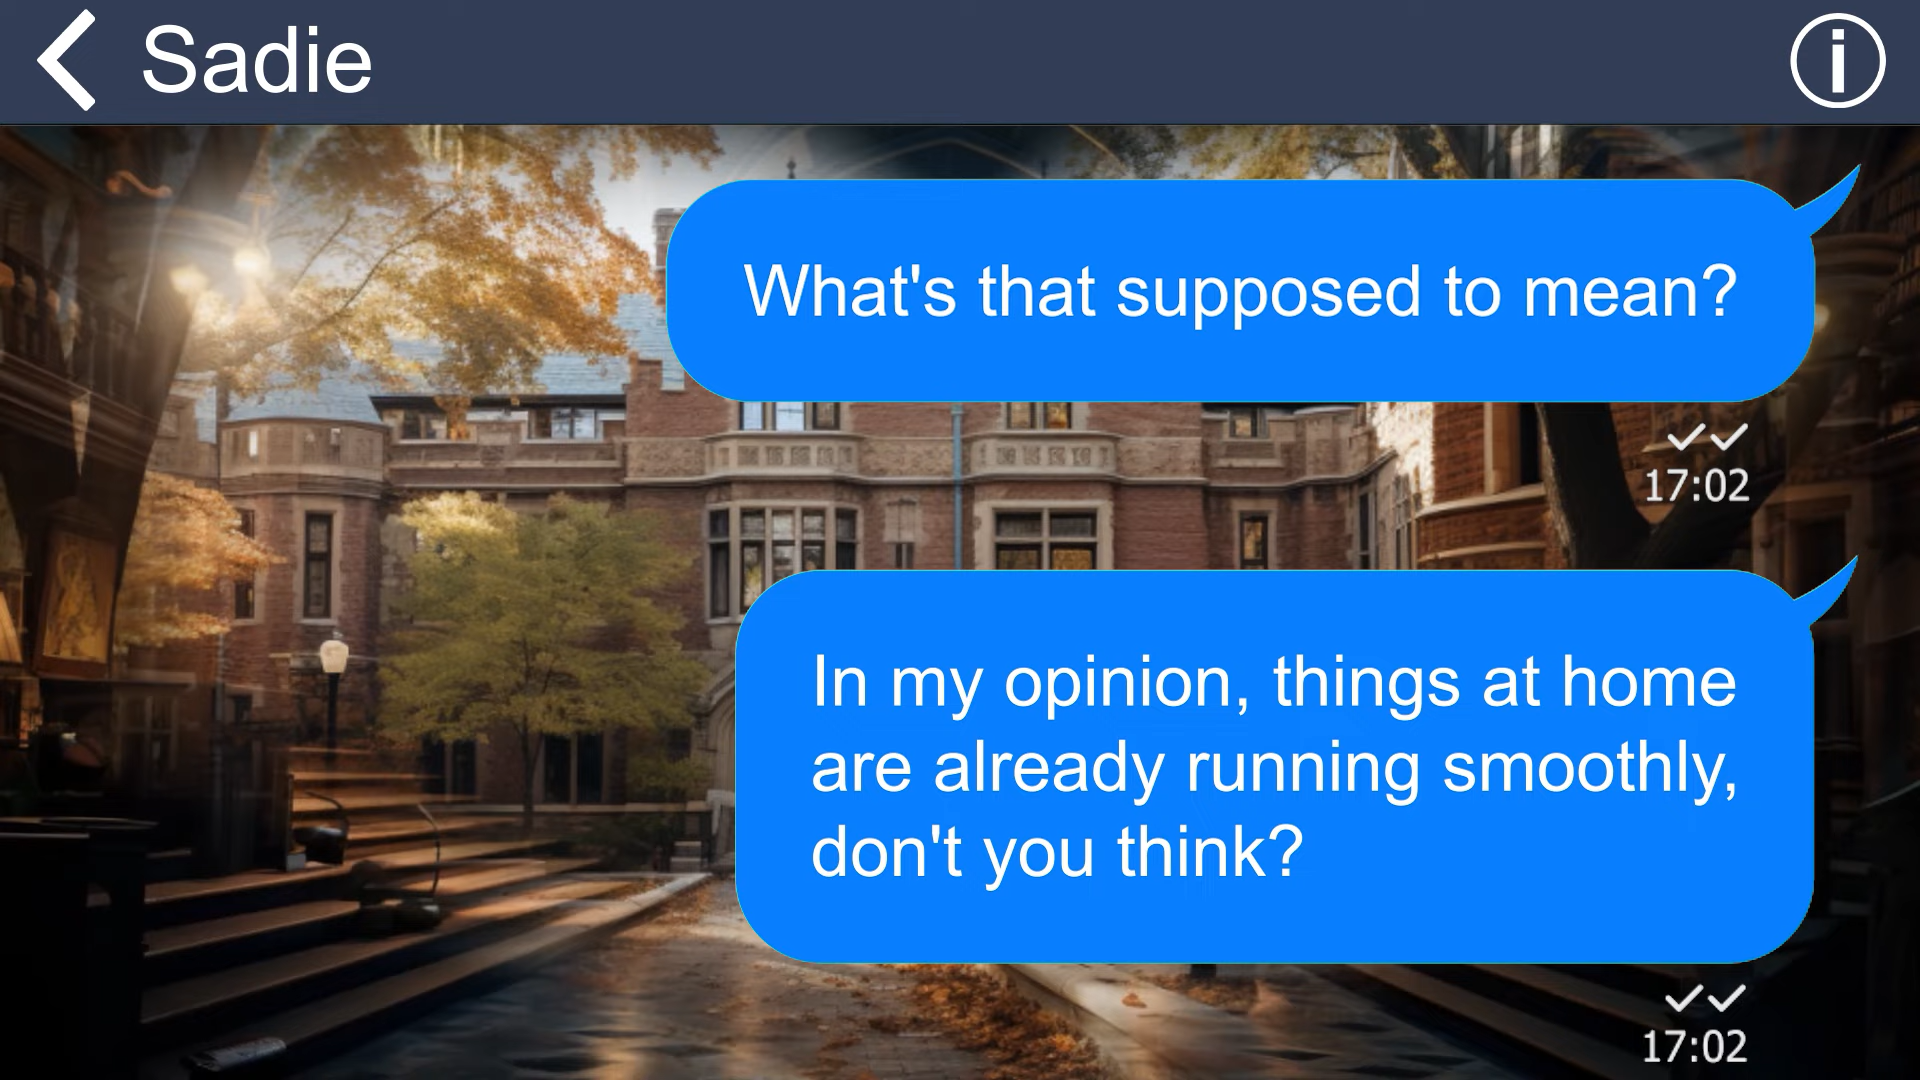 Sadie
What's that supposed to mean?
17:02
In my opinion, things at home
are already running smoothly,
don't you think?
17:02